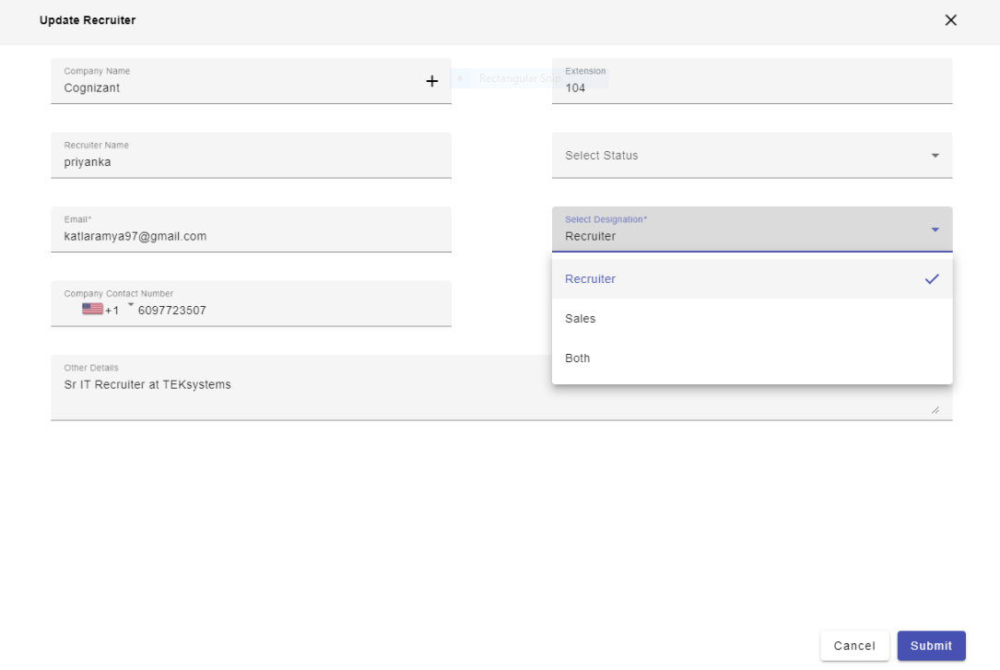 Update Recruiter
Company Name
Cognizant
Rectangular Snip
Extension
104
Recruiter Name
priyanka
Select Status
Email*
katlaramya97@gmail.com
Select Designation*
Recruiter
Recruiter
Sales
Both
Company Contact Number
+1 6097723507
Other Details
Sr IT Recruiter at TEKsystems
Cancel
Submit